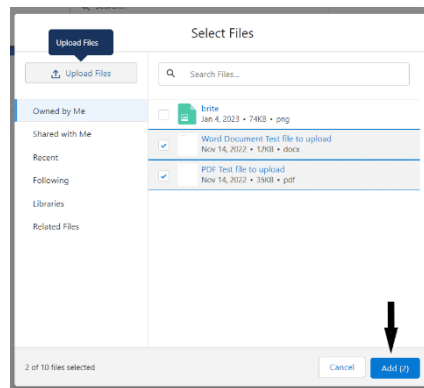 Select Files
Upload Files
Upload Files
Search Files...
Owned by Me
Shared with Me
Recent
Following
Libraries
Related Files
brite
Jan 4, 2023 • 74KB • png
Word Document Test file to upload
Nov 14, 2022 • 12KB • docx
PDF Test file to upload
Nov 14, 2022 • 35KB • pdf
2 of 10 files selected
Cancel
Add (2)